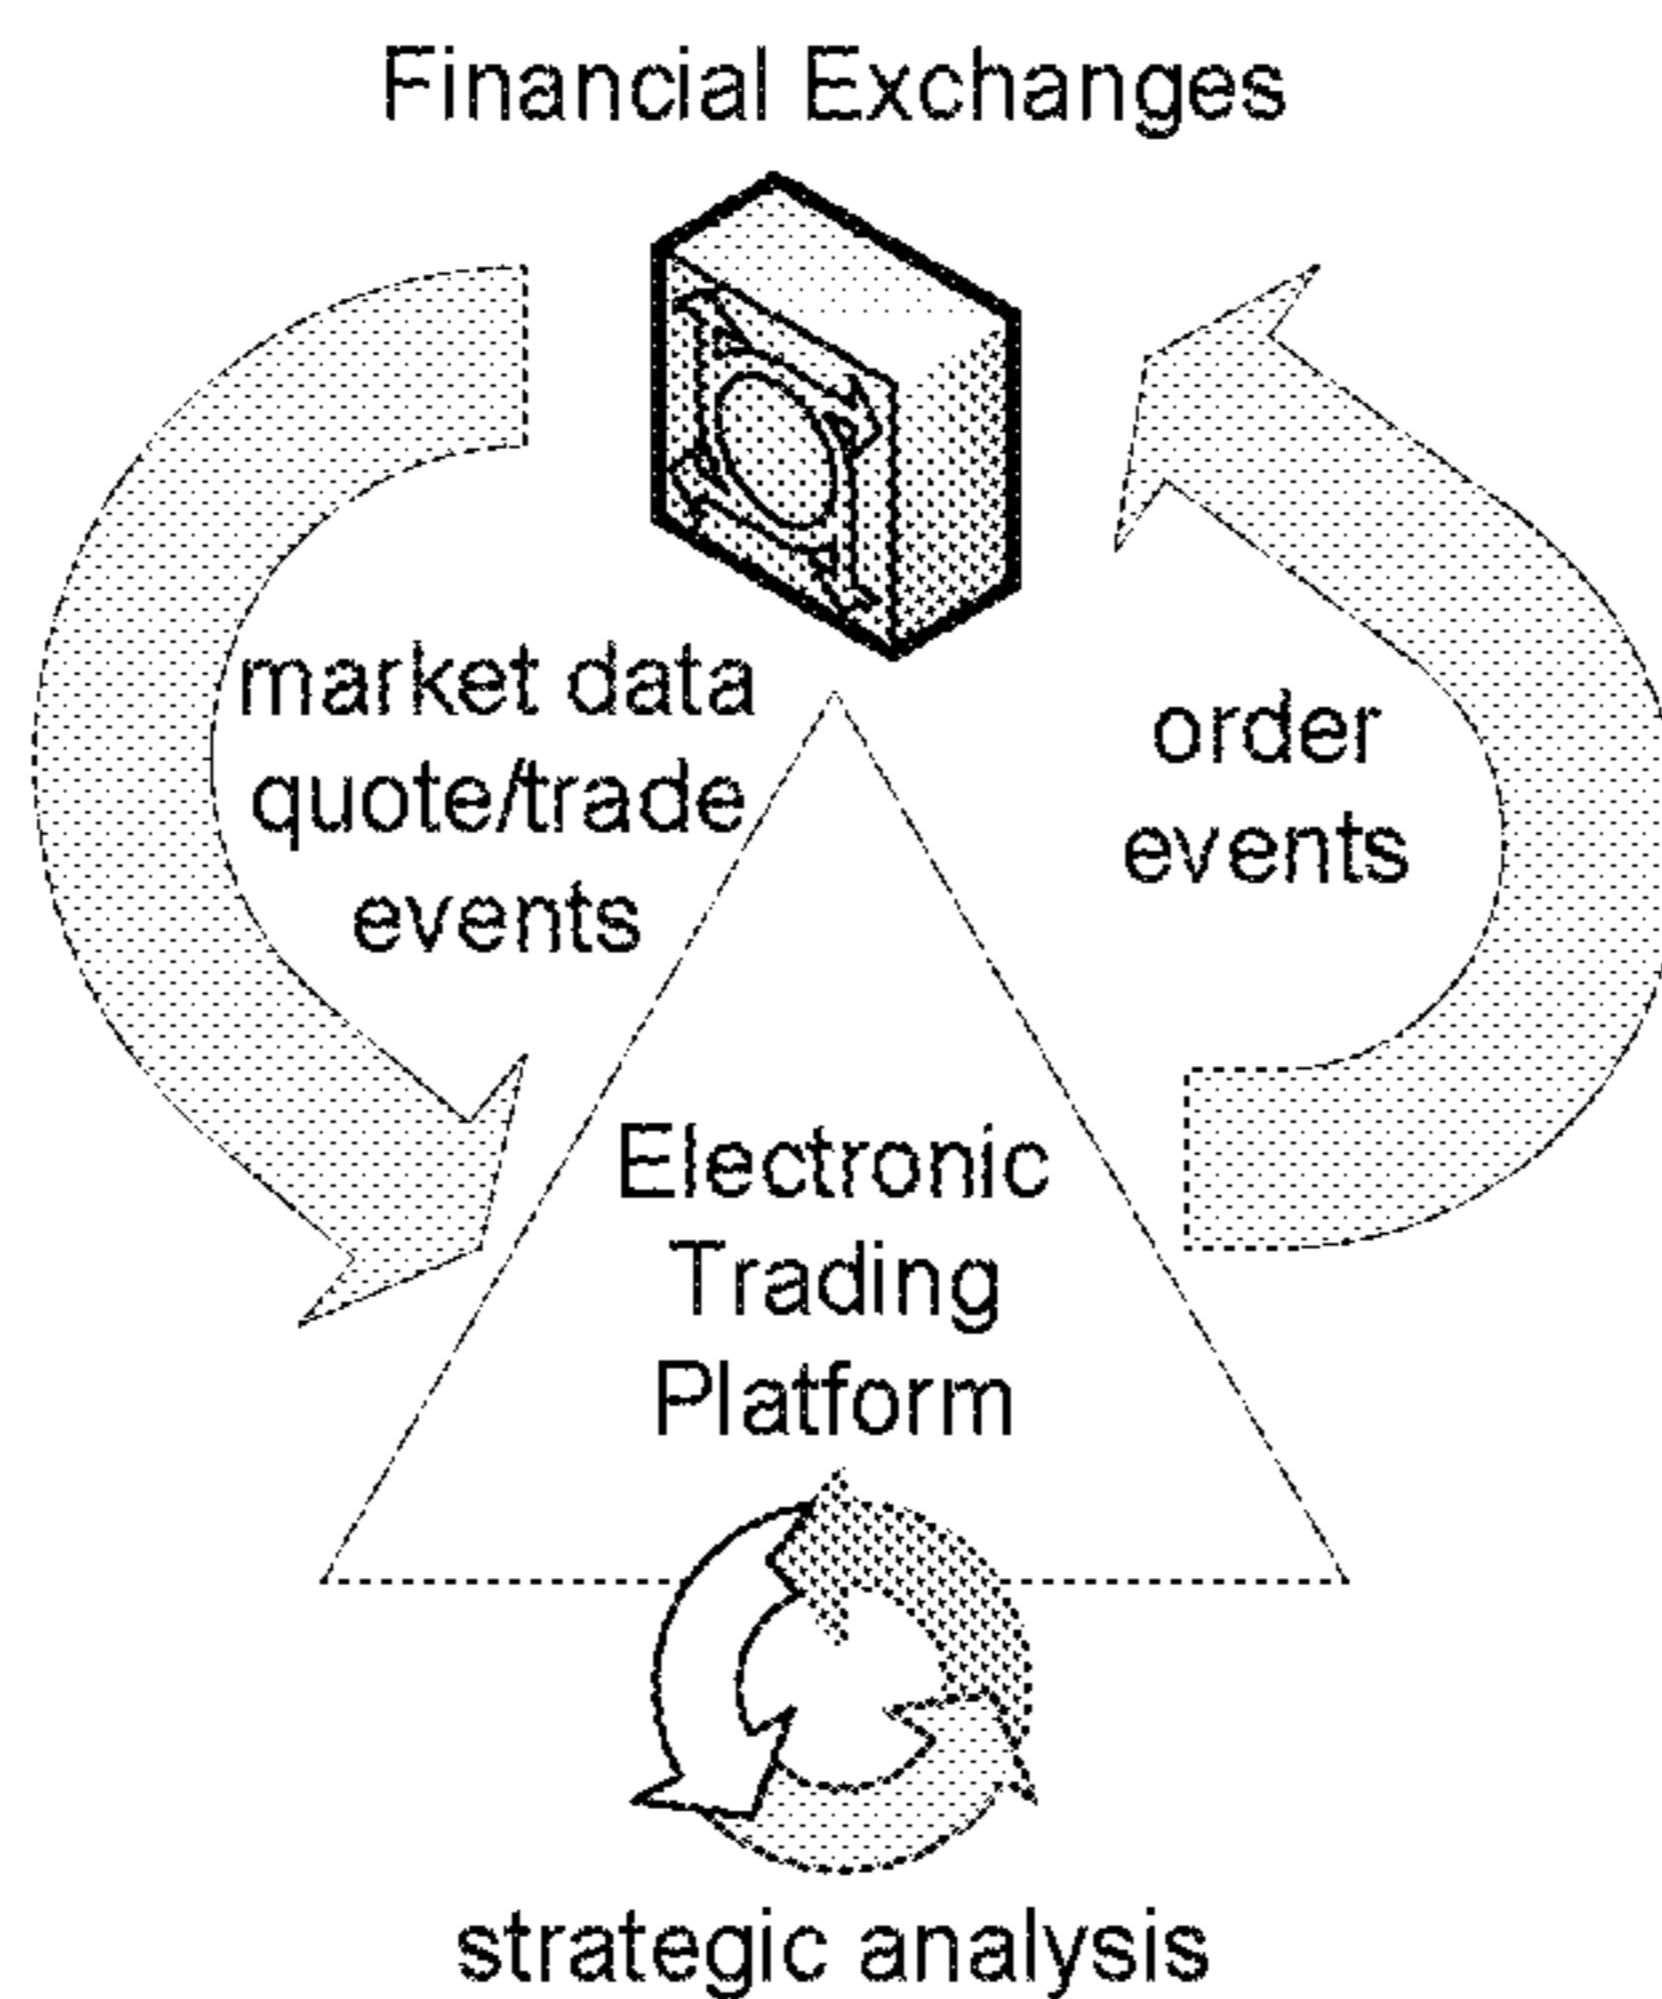 Financial Exchanges
market data
quote/trade
events
order
events
Electronic
Trading
Platform
strategic analysis